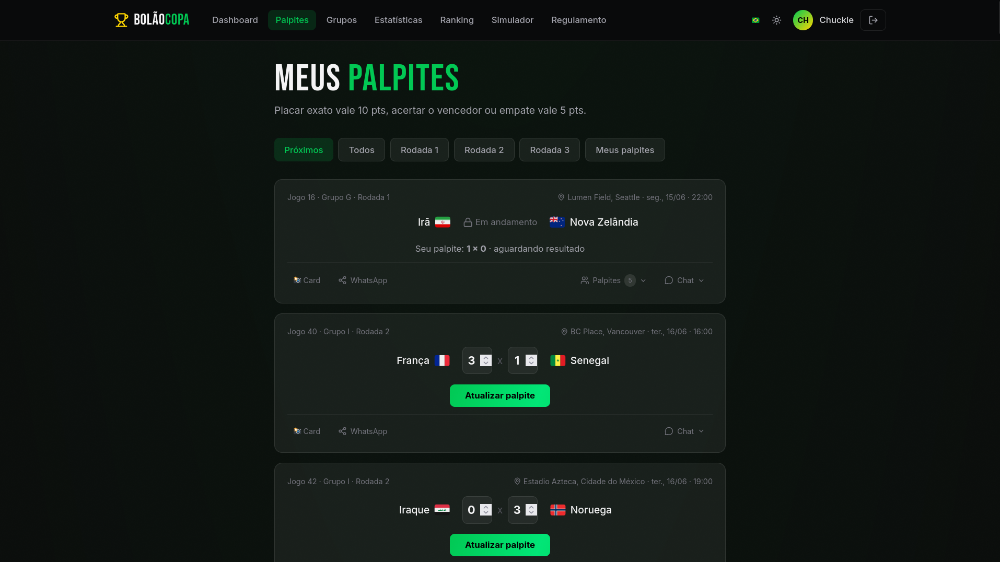 BOLÃOCOPA
Dashboard
Palpites
Grupos
Estatísticas
Ranking
Simulador
Regulamento
CH
Chuckie
MEUS PALPITES
Placar exato vale 10 pts, acertar o vencedor ou empate vale 5 pts.
Próximos
Todos
Rodada 1
Rodada 2
Rodada 3
Meus palpites
Jogo 16 · Grupo G · Rodada 1
Lumen Field, Seattle · seg., 15/06 · 22:00
Irã
Em andamento
Nova Zelândia
Seu palpite: 1 × 0 · aguardando resultado
Card
WhatsApp
Palpites 5
Chat
Jogo 40 · Grupo I · Rodada 2
BC Place, Vancouver · ter., 16/06 · 16:00
França
3 x 1
Senegal
Atualizar palpite
Card
WhatsApp
Chat
Jogo 42 · Grupo I · Rodada 2
Estadio Azteca, Cidade do México · ter., 16/06 · 19:00
Iraque
0 x 3
Noruega
Atualizar palpite